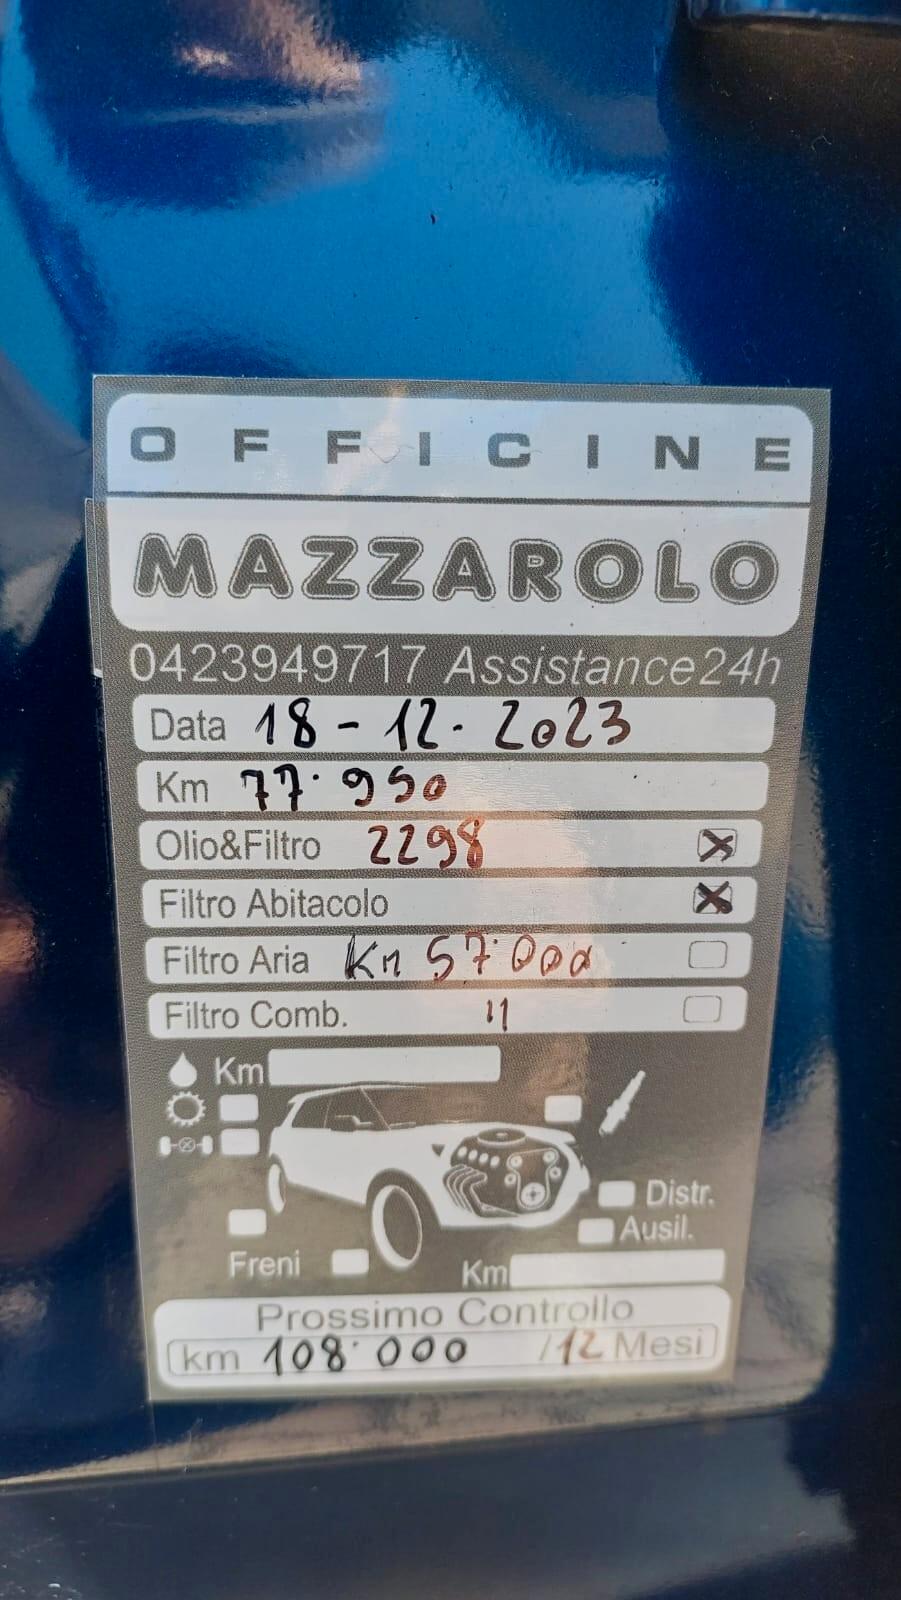 OFFICINE
MAZZAROLO
0423949717 Assistance24h
Data 18-12-2023
Km 77.950
Olio&Filtro 2298
Filtro Abitacolo
Filtro Aria Km 57.000
Filtro Comb. "
Km
Distr.
Ausil.
Freni
Km
Prossimo Controllo
km 108.000 /12 Mesi